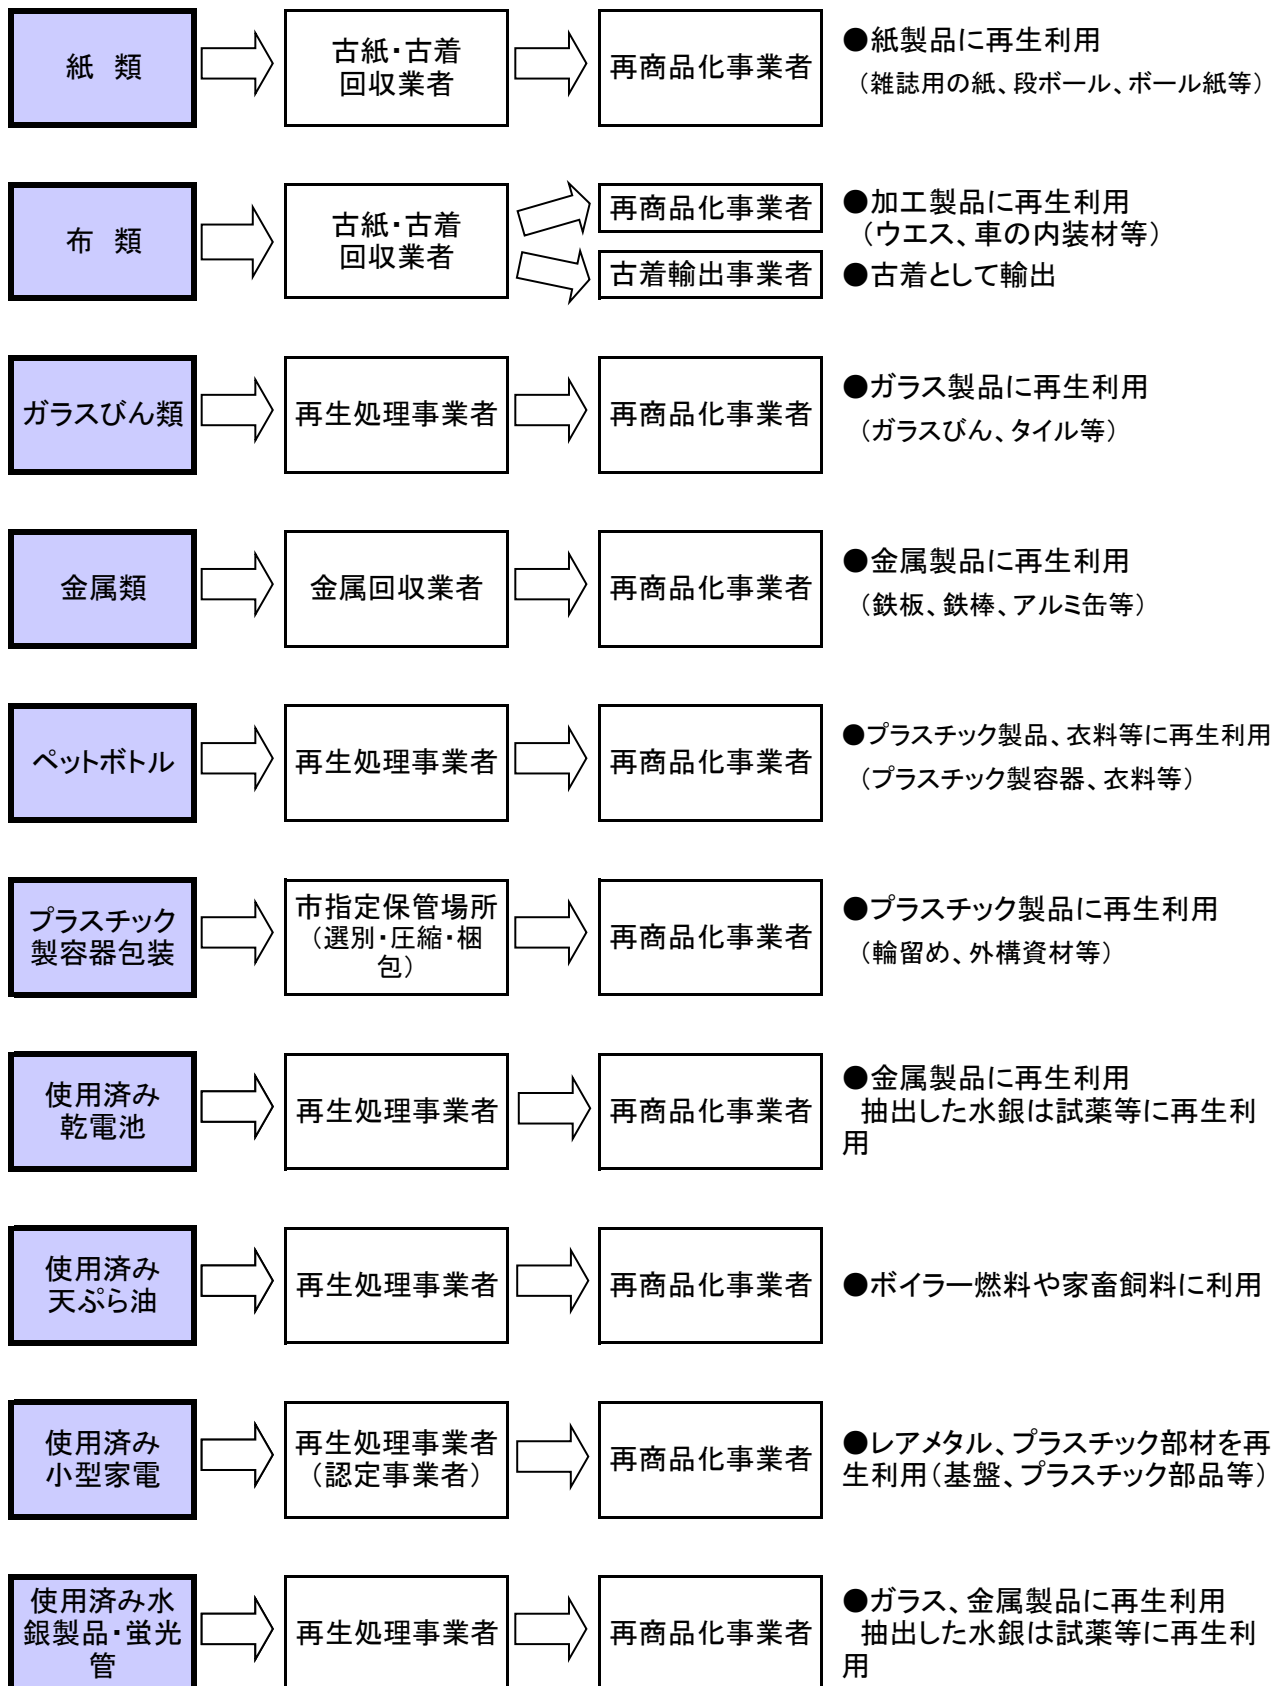 紙　類
古紙・古着
回収業者
再商品化事業者
●紙製品に再生利用
（雑誌用の紙、段ボール、ボール紙等）
布　類
古紙・古着
回収業者
再商品化事業者
古着輸出事業者
●加工製品に再生利用
（ウエス、車の内装材等）
●古着として輸出
ガラスびん類
再生処理事業者
再商品化事業者
●ガラス製品に再生利用
（ガラスびん、タイル等）
金属類
金属回収業者
再商品化事業者
●金属製品に再生利用
（鉄板、鉄棒、アルミ缶等）
ペットボトル
再生処理事業者
再商品化事業者
●プラスチック製品、衣料等に再生利用
（プラスチック製容器、衣料等）
プラスチック
製容器包装
市指定保管場所
（選別・圧縮・梱
包）
再商品化事業者
●プラスチック製品に再生利用
（輪留め、外構資材等）
使用済み
乾電池
再生処理事業者
再商品化事業者
●金属製品に再生利用
抽出した水銀は試薬等に再生利
用
使用済み
天ぷら油
再生処理事業者
再商品化事業者
●ボイラー燃料や家畜飼料に利用
使用済み
小型家電
再生処理事業者
（認定事業者）
再商品化事業者
●レアメタル、プラスチック部材を再
生利用（基盤、プラスチック部品等）
使用済み水
銀製品・蛍光
管
再生処理事業者
再商品化事業者
●ガラス、金属製品に再生利用
抽出した水銀は試薬等に再生利
用